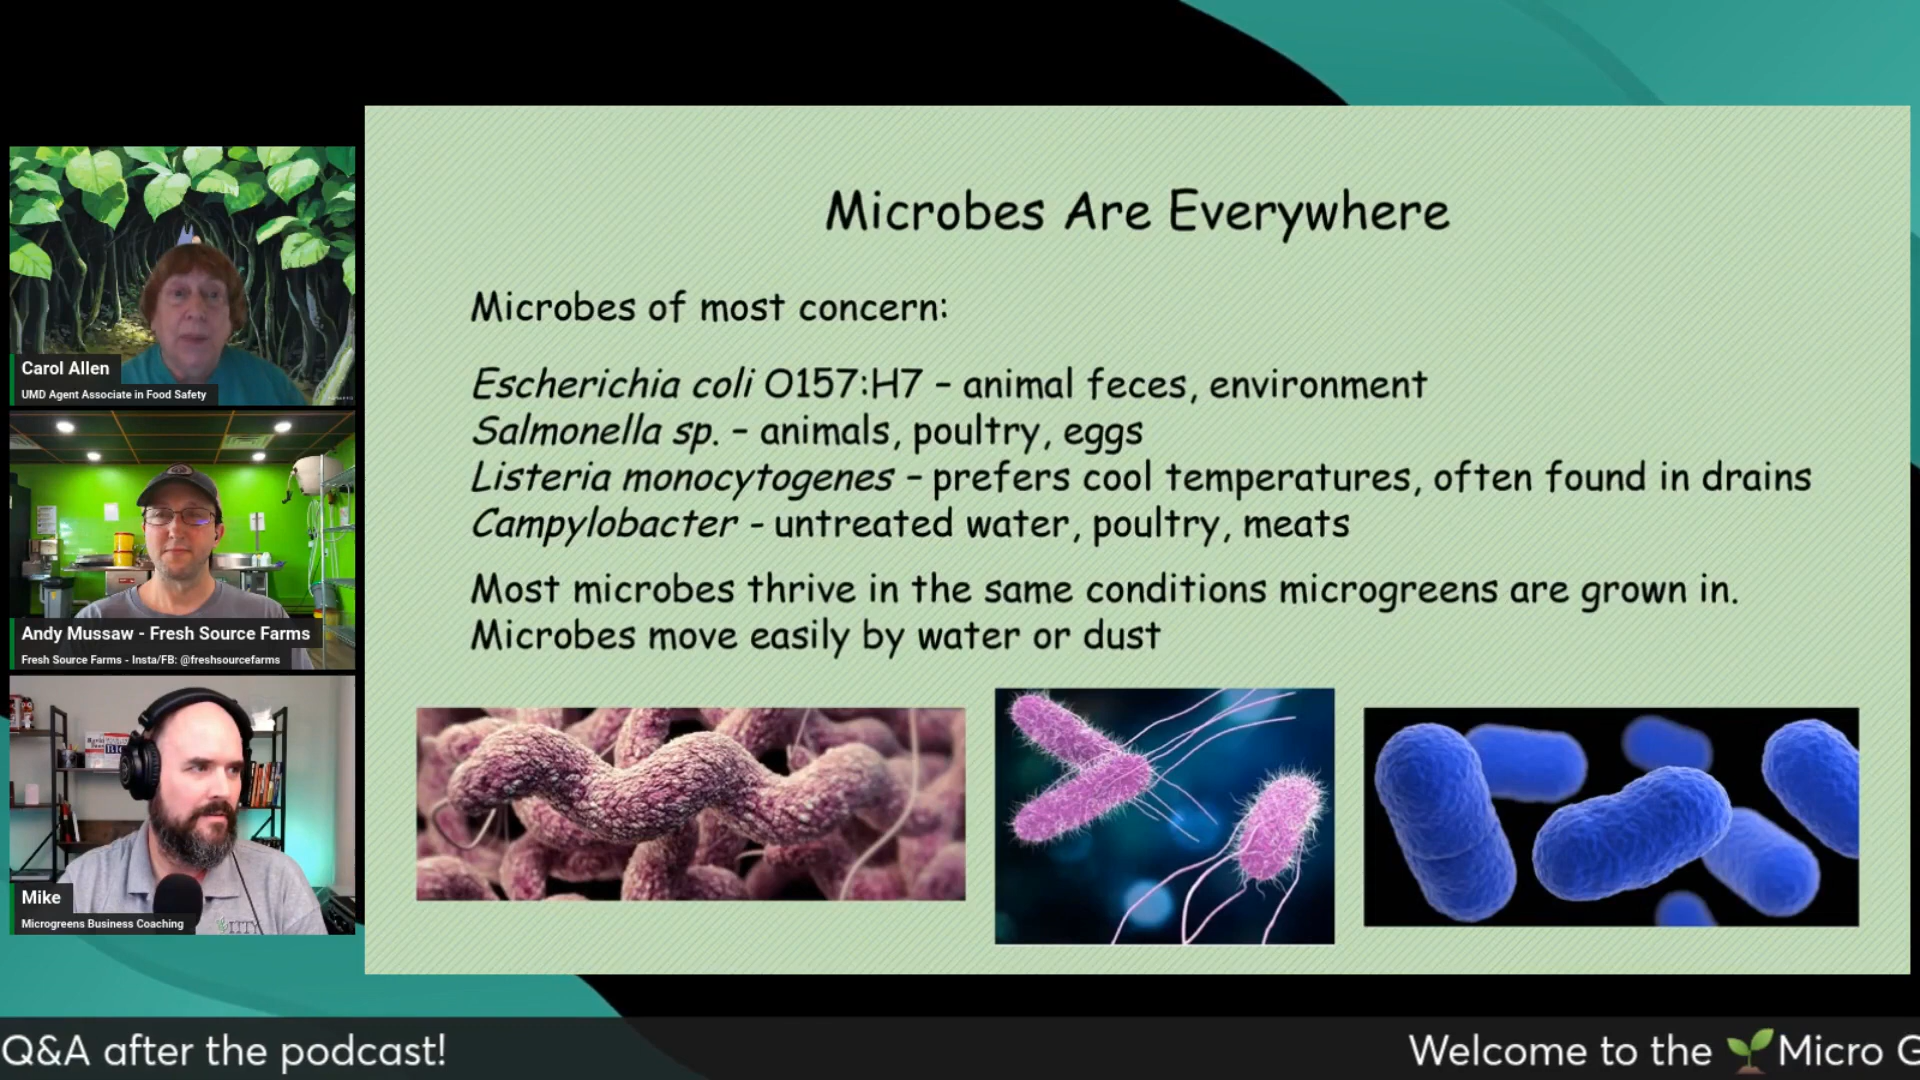 Microbes Are Everywhere
Microbes of most concern:
Escherichia coli O157:H7 – animal feces, environment
Salmonella sp. – animals, poultry, eggs
Listeria monocytogenes – prefers cool temperatures, often found in drains
Campylobacter - untreated water, poultry, meats
Most microbes thrive in the same conditions microgreens are grown in.
Microbes move easily by water or dust
Carol Allen
UMD Agent Associate in Food Safety
Andy Mussaw - Fresh Source Farms
Fresh Source Farms - Insta/FB: @freshsourcefarms
Mike
Microgreens Business Coaching
Q&A after the podcast!
Welcome to the 🌱Micro G